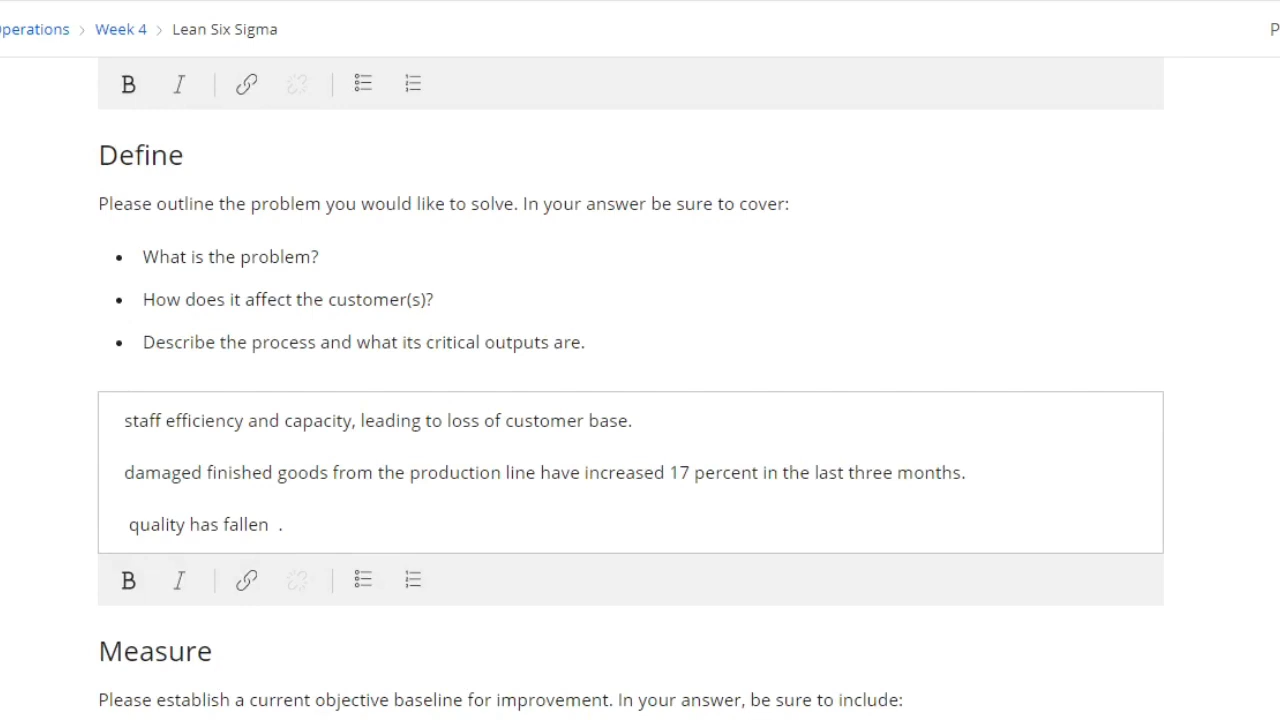 perations > Week 4 > Lean Six Sigma P
B I
Define
Please outline the problem you would like to solve. In your answer be sure to cover:
• What is the problem?
• How does it affect the customer(s)?
• Describe the process and what its critical outputs are.
staff efficiency and capacity, leading to loss of customer base.
damaged finished goods from the production line have increased 17 percent in the last three months.
quality has fallen .
B I
Measure
Please establish a current objective baseline for improvement. In your answer, be sure to include: